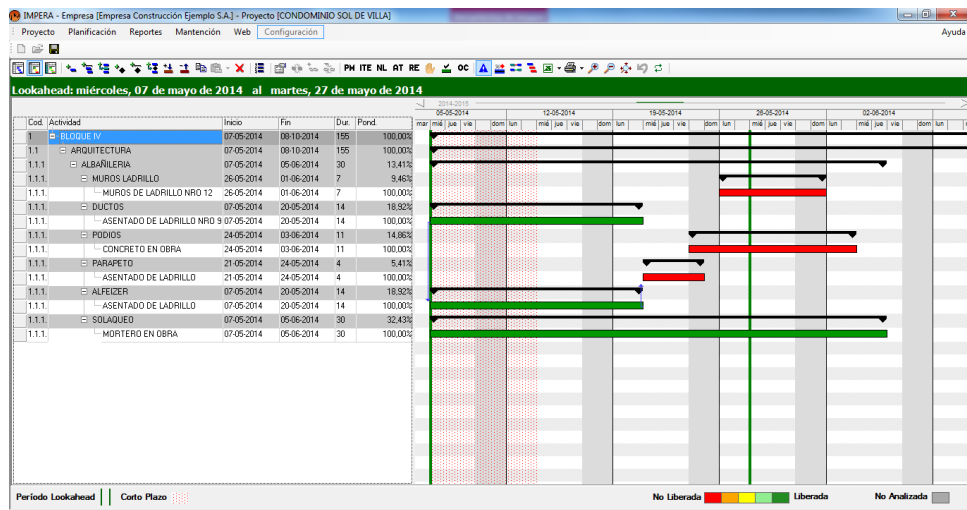 IMPERA - Empresa [Empresa Construcción Ejemplo S.A.] - Proyecto [CONDOMINIO SOL DE VILLA]
Proyecto Planificación Reportes Mantención Web Configuración Ayuda
PM ITE NL AT RE OC A
Lookahead: miércoles, 07 de mayo de 2014 al martes, 27 de mayo de 2014
2014-2015
05-05-2014 12-05-2014 19-05-2014 26-05-2014 02-06-2014
Cod. Actividad Inicio Fin Dur. Pond. mar mié jue vie dom lun mié jue vie dom lun mié jue vie dom lun mié jue vie dom lun mié jue vie dom lun
1 BLOQUE IV 07-05-2014 08-10-2014 155 100,00%
1.1 ARQUITECTURA 07-05-2014 08-10-2014 155 100,00%
1.1.1 ALBAÑILERIA 07-05-2014 05-06-2014 30 13,41%
1.1.1. MUROS LADRILLO 26-05-2014 01-06-2014 7 9,46%
1.1.1. MUROS DE LADRILLO NRO 12 26-05-2014 01-06-2014 7 100,00%
1.1.1. DUCTOS 07-05-2014 20-05-2014 14 18,92%
1.1.1. ASENTADO DE LADRILLO NRO 9 07-05-2014 20-05-2014 14 100,00%
1.1.1. PODIOS 24-05-2014 03-06-2014 11 14,86%
1.1.1. CONCRETO EN OBRA 24-05-2014 03-06-2014 11 100,00%
1.1.1. PARAPETO 21-05-2014 24-05-2014 4 5,41%
1.1.1. ASENTADO DE LADRILLO 21-05-2014 24-05-2014 4 100,00%
1.1.1. ALFEIZER 07-05-2014 20-05-2014 14 18,92%
1.1.1. ASENTADO DE LADRILLO 07-05-2014 20-05-2014 14 100,00%
1.1.1. SOLAQUEO 07-05-2014 05-06-2014 30 32,43%
1.1.1. MORTERO EN OBRA 07-05-2014 05-06-2014 30 100,00%
Período Lookahead Corto Plazo No Liberada Liberada No Analizada